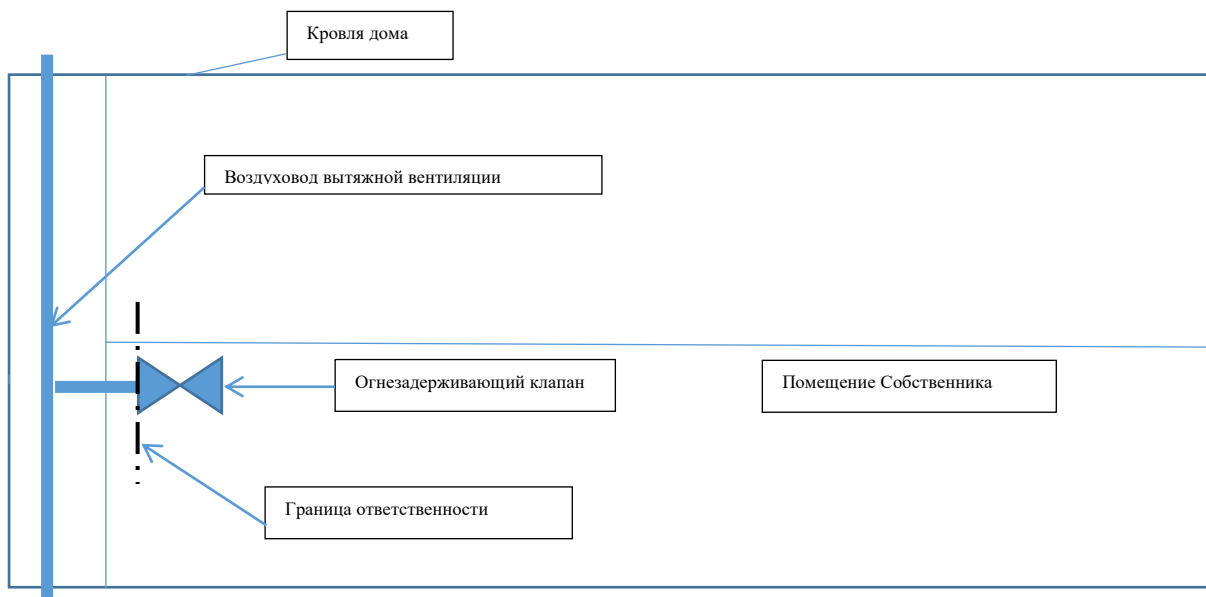 Кровля дома
Воздуховод вытяжной вентиляции
Огнезадерживающий клапан
Помещение Собственника
Граница ответственности